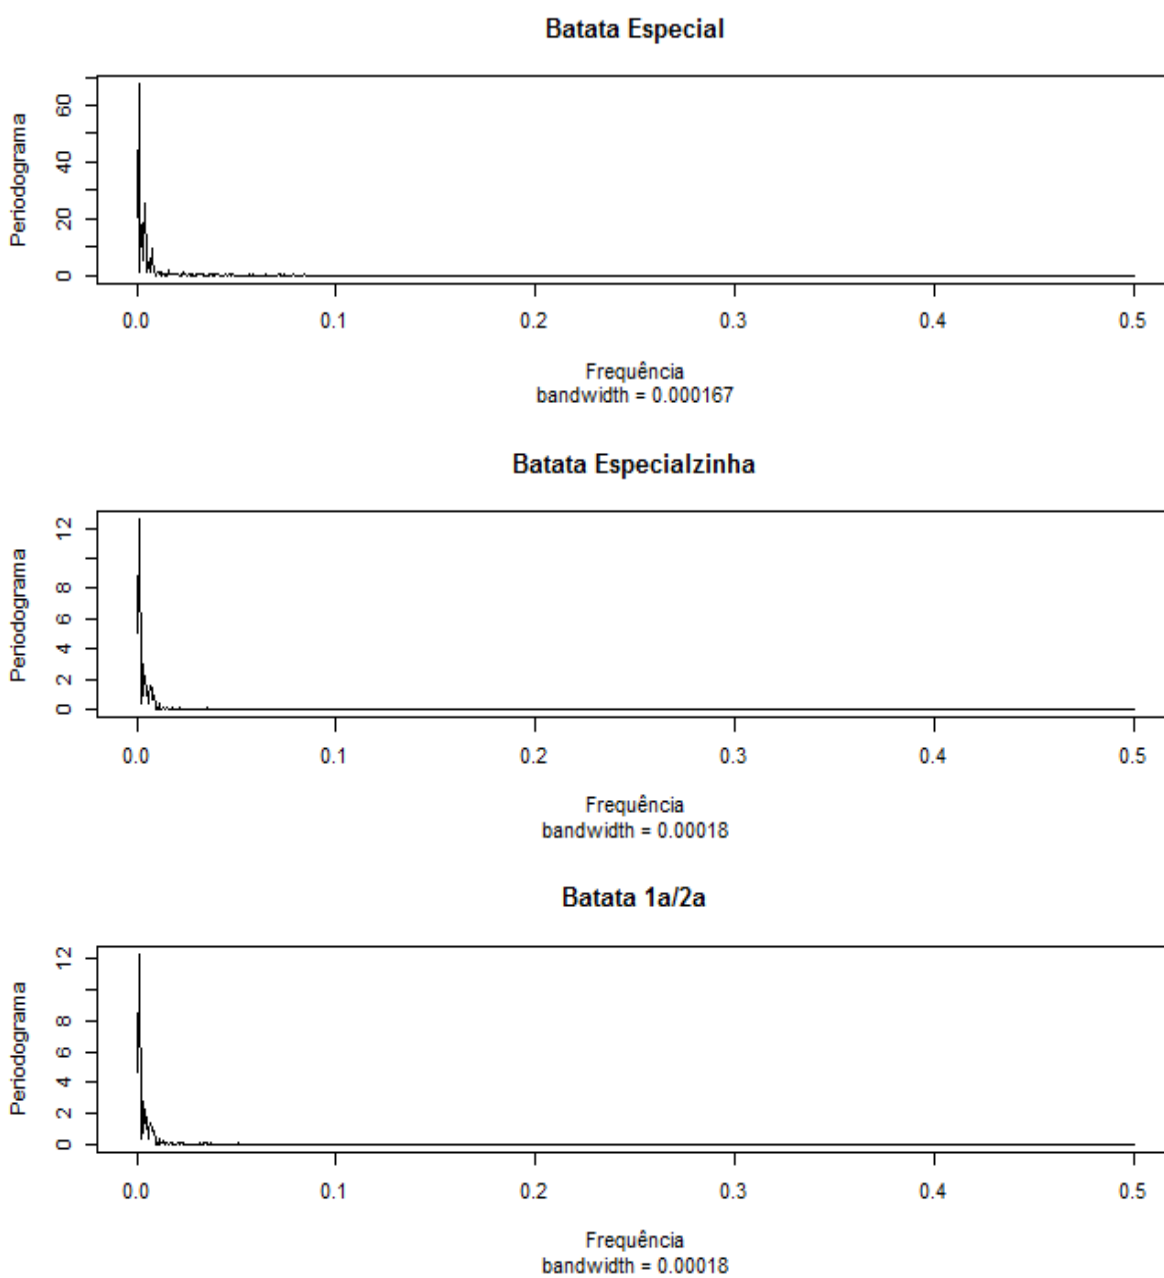 Batata Especial
Periodograma
60
40
20
0
0.0 0.1 0.2 0.3 0.4 0.5
Frequência
bandwidth = 0.000167
Batata Especialzinha
Periodograma
12
8
6
4
2
0
0.0 0.1 0.2 0.3 0.4 0.5
Frequência
bandwidth = 0.00018
Batata 1a/2a
Periodograma
12
8
6
4
2
0
0.0 0.1 0.2 0.3 0.4 0.5
Frequência
bandwidth = 0.00018